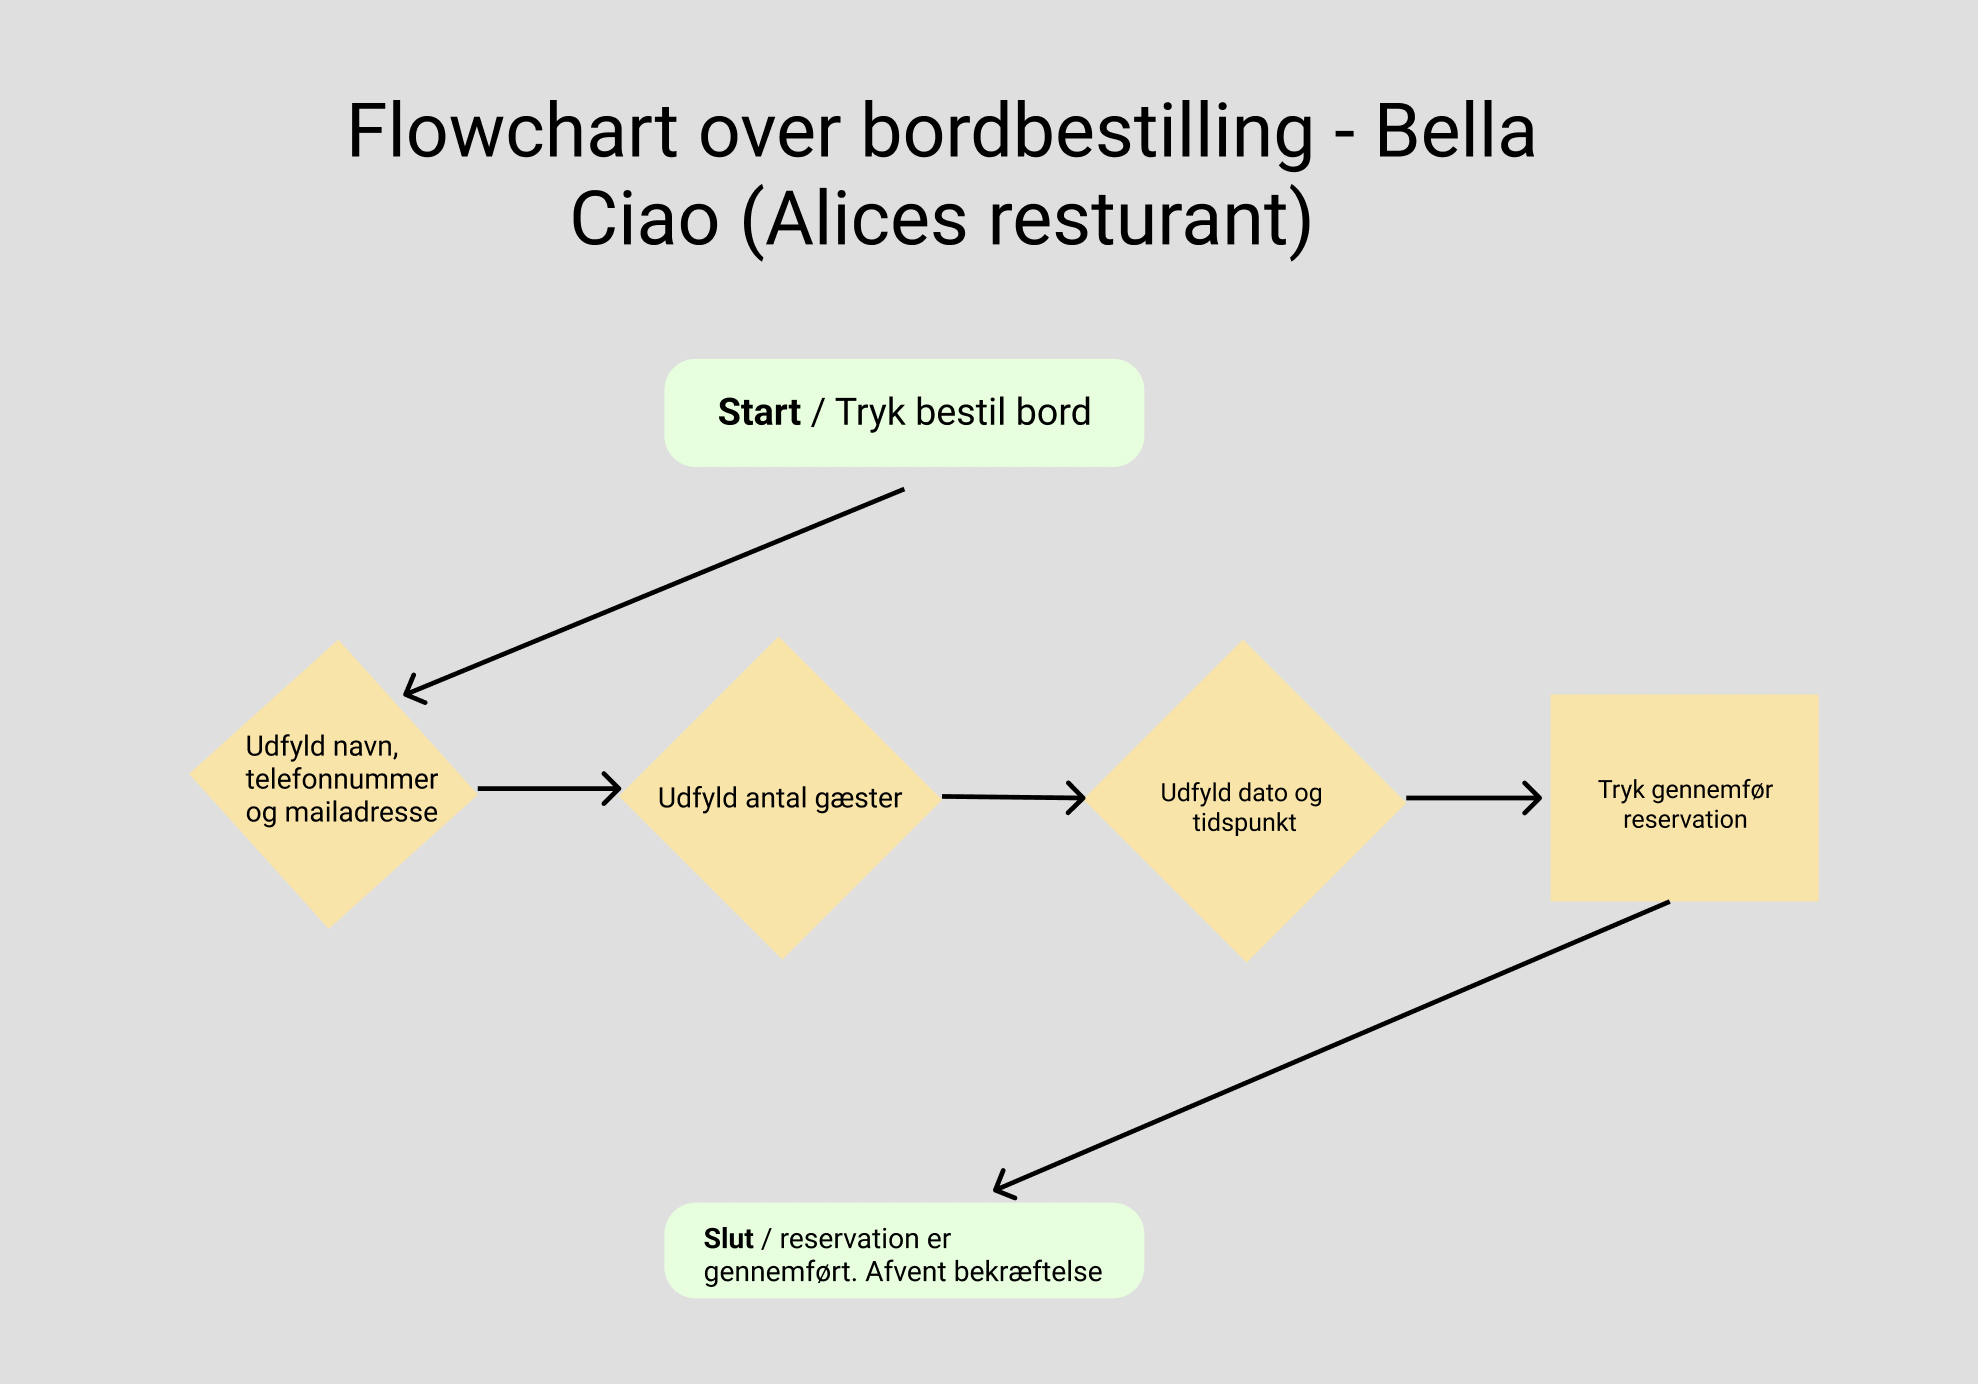 Flowchart over bordbestilling - Bella
Ciao (Alices resturant)
Start / Tryk bestil bord
Udfyld navn,
telefonnummer
og mailadresse
Udfyld antal gæster
Udfyld dato og
tidspunkt
Tryk gennemfør
reservation
Slut / reservation er
gennemført. Afvent bekræftelse